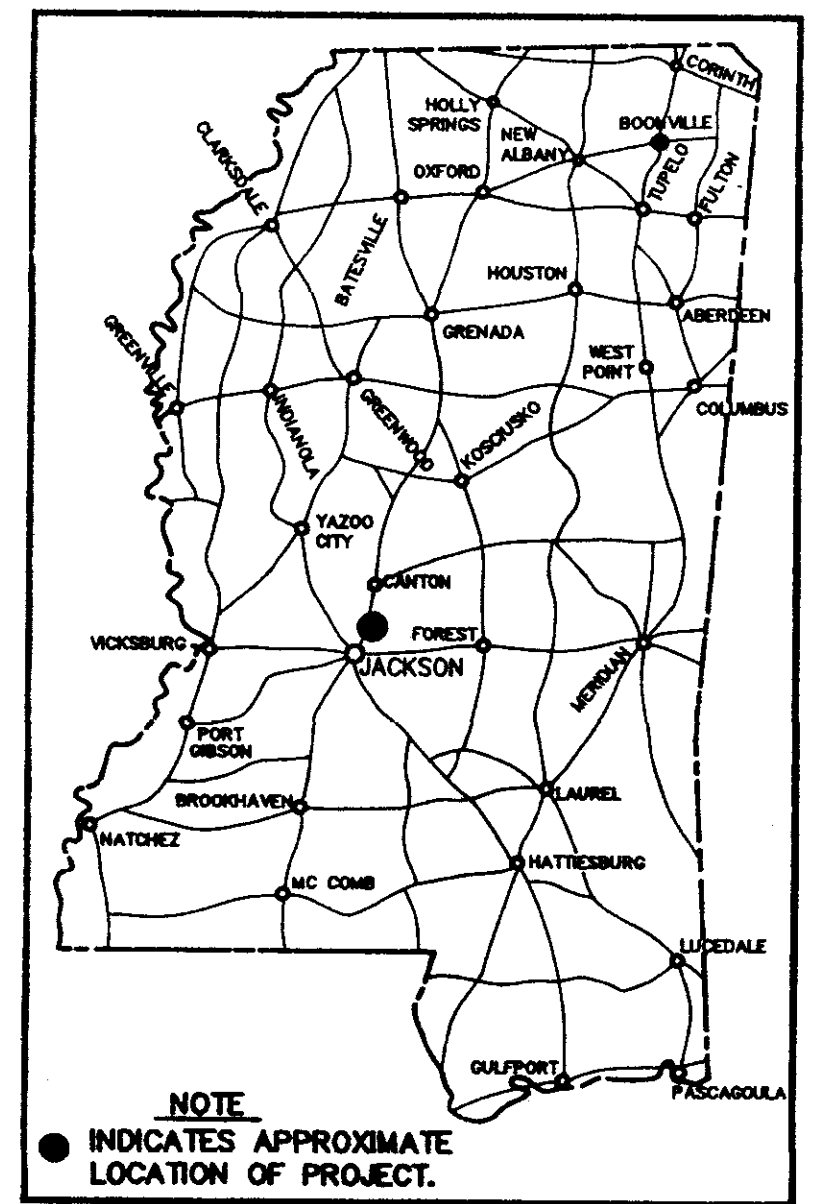 CORINTH
HOLLY
SPRINGS
BOONVILLE
NEW
ALBANY
CLARKSDALE
OXFORD
TUPELO
FULTON
BATESVILLE
HOUSTON
ABERDEEN
GRENADA
GREENVILLE
WEST
POINT
COLUMBUS
INDIANOLA
GREENWOOD
KOSCIUSKO
YAZOO
CITY
CANTON
VICKSBURG
FOREST
JACKSON
MERIDIAN
PORT
GIBSON
BROOKHAVEN
LAUREL
NATCHEZ
HATTIESBURG
MC COMB
LUCEDALE
GULFPORT
PASCAGOULA
NOTE
INDICATES APPROXIMATE
LOCATION OF PROJECT.